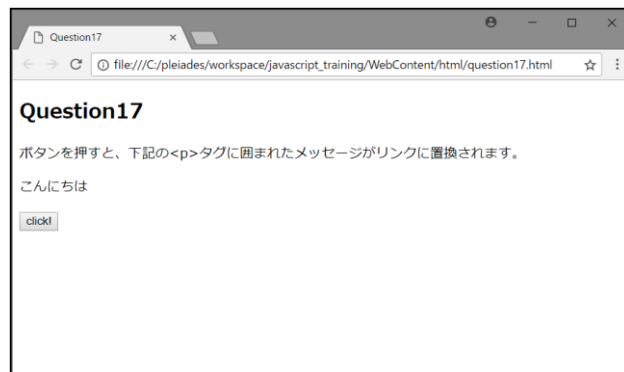 Question17
file:///C:/pleiades/workspace/javascript_training/WebContent/html/question17.html
Question17
ボタンを押すと、下記の<p>タグに囲まれたメッセージがリンクに置換されます。
こんにちは
click!